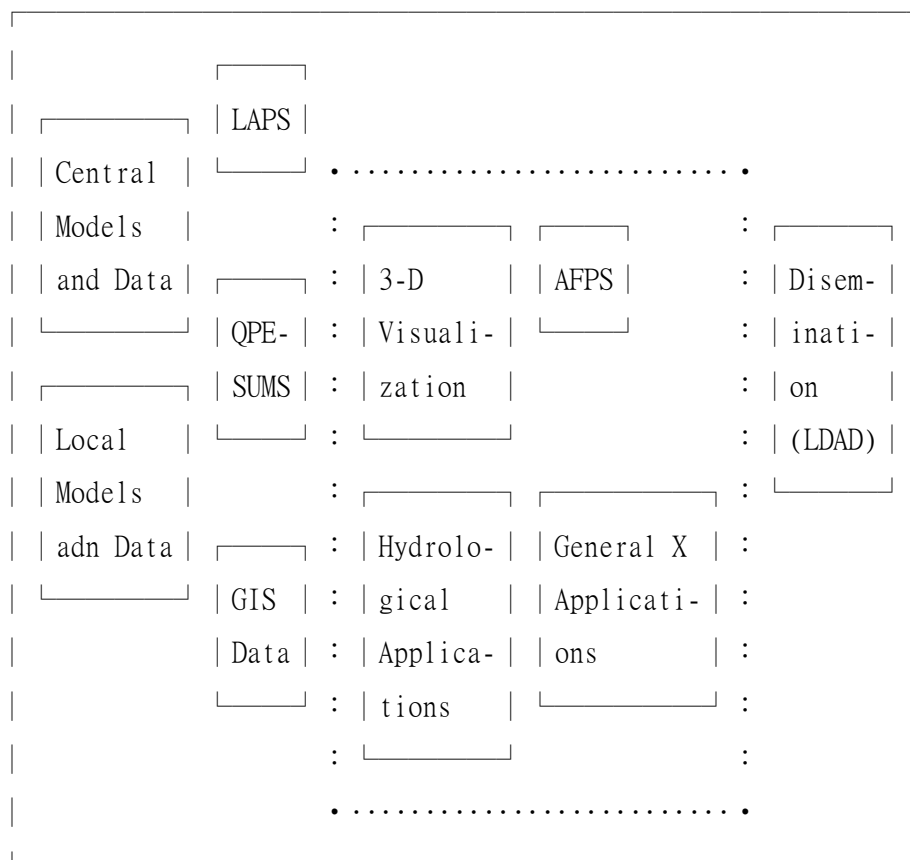 LAPS
Central
Models
and Data
QPE-
SUMS
Local
Models
adn Data
GIS
Data
3-D
Visuali-
zation
AFPS
Hydrolo-
gical
Applica-
tions
General X
Applicati-
ons
Disem-
inati-
on
(LDAD)